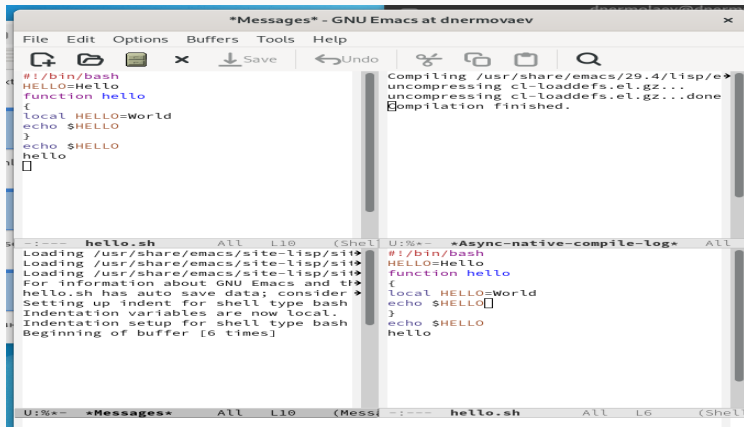 *Messages* - GNU Emacs at dnermovaev
File Edit Options Buffers Tools Help
Save Undo
#!/bin/bash
HELLO=Hello
function hello
{
local HELLO=World
echo $HELLO
}
echo $HELLO
hello
-:--- hello.sh All L10 (Shel
Compiling /usr/share/emacs/29.4/lisp/e
uncompressing cl-loaddefs.el.gz...
uncompressing cl-loaddefs.el.gz...done
Compilation finished.
U:%*- *Async-native-compile-log* All
Loading /usr/share/emacs/site-lisp/sit
Loading /usr/share/emacs/site-lisp/sit
Loading /usr/share/emacs/site-lisp/sit
For information about GNU Emacs and th
hello.sh has auto save data; consider
Setting up indent for shell type bash
Indentation variables are now local.
Indentation setup for shell type bash
Beginning of buffer [6 times]
U:%*- *Messages* All L10 (Messa
#!/bin/bash
HELLO=Hello
function hello
{
local HELLO=World
echo $HELLO
}
echo $HELLO
hello
-:--- hello.sh All L6 (Shel